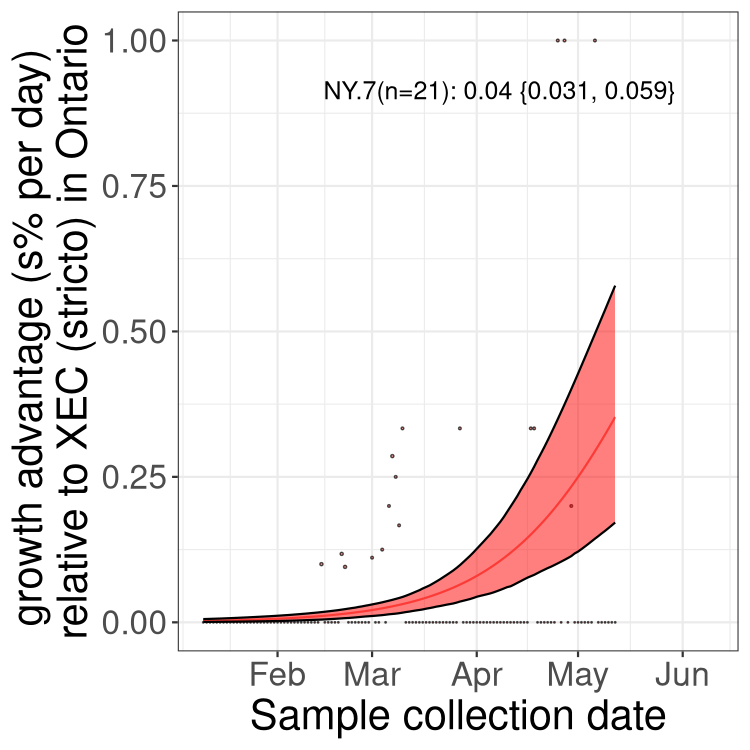 growth advantage (s% per day)
relative to XEC (stricto) in Ontario
1.00
0.75
0.50
0.25
0.00
NY.7(n=21): 0.04 {0.031, 0.059}
Feb Mar Apr May Jun
Sample collection date